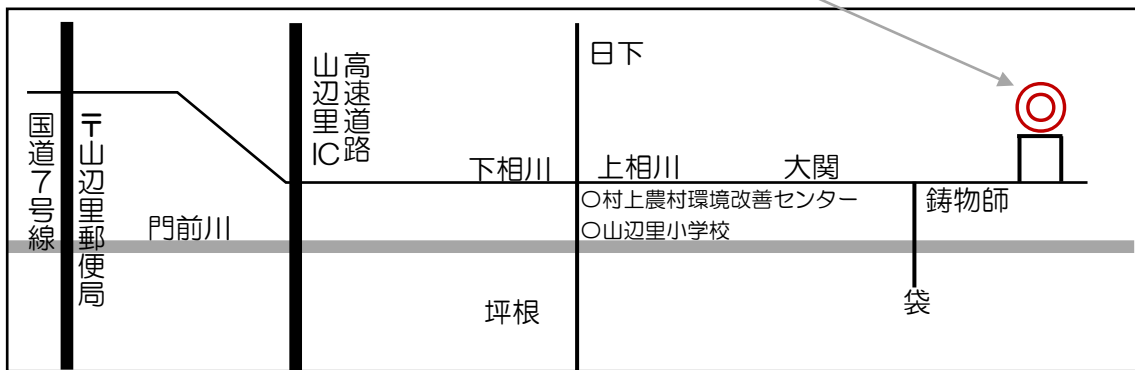 国道７号線
〒山辺里郵便局
門前川
高速道路
山辺里IC
下相川
坪根
日下
上相川
大関
〇村上農村環境改善センター
〇山辺里小学校
鋳物師
袋